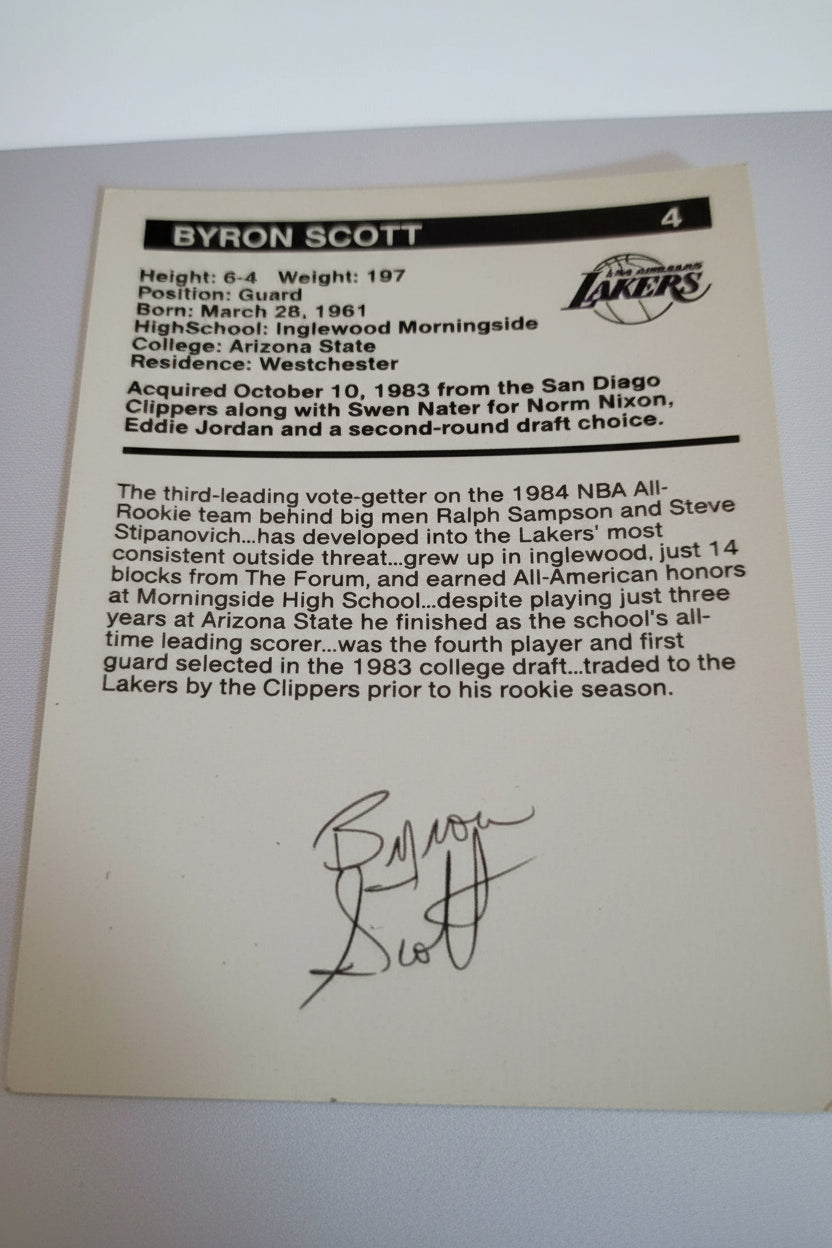 BYRON SCOTT 4
Height: 6-4 Weight: 197
Position: Guard
Born: March 28, 1961
HighSchool: Inglewood Morningside
College: Arizona State
Residence: Westchester
LOS ANGELES
LAKERS
Acquired October 10, 1983 from the San Diago
Clippers along with Swen Nater for Norm Nixon,
Eddie Jordan and a second-round draft choice.
The third-leading vote-getter on the 1984 NBA All-
Rookie team behind big men Ralph Sampson and Steve
Stipanovich...has developed into the Lakers' most
consistent outside threat...grew up in inglewood, just 14
blocks from The Forum, and earned All-American honors
at Morningside High School...despite playing just three
years at Arizona State he finished as the school's all-
time leading scorer...was the fourth player and first
guard selected in the 1983 college draft...traded to the
Lakers by the Clippers prior to his rookie season.
Byron
Scott